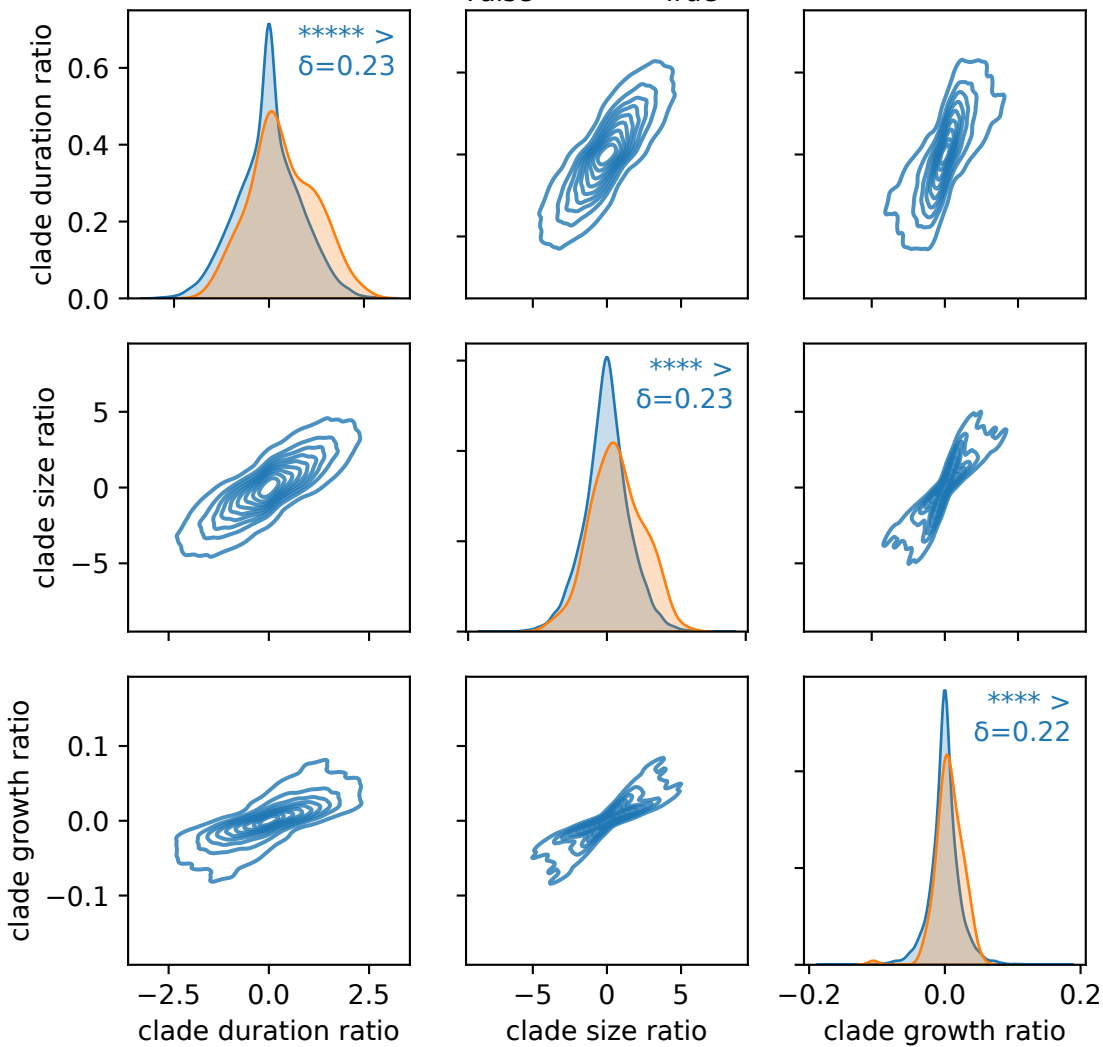 clade duration ratio
0.6
0.4
0.2
0.0
***** >
δ=0.23
clade size ratio
5
0
−5
**** >
δ=0.23
clade growth ratio
0.1
0.0
−0.1
**** >
δ=0.22
−2.5 0.0 2.5
−5 0 5
−0.2 0.0 0.2
clade duration ratio
clade size ratio
clade growth ratio